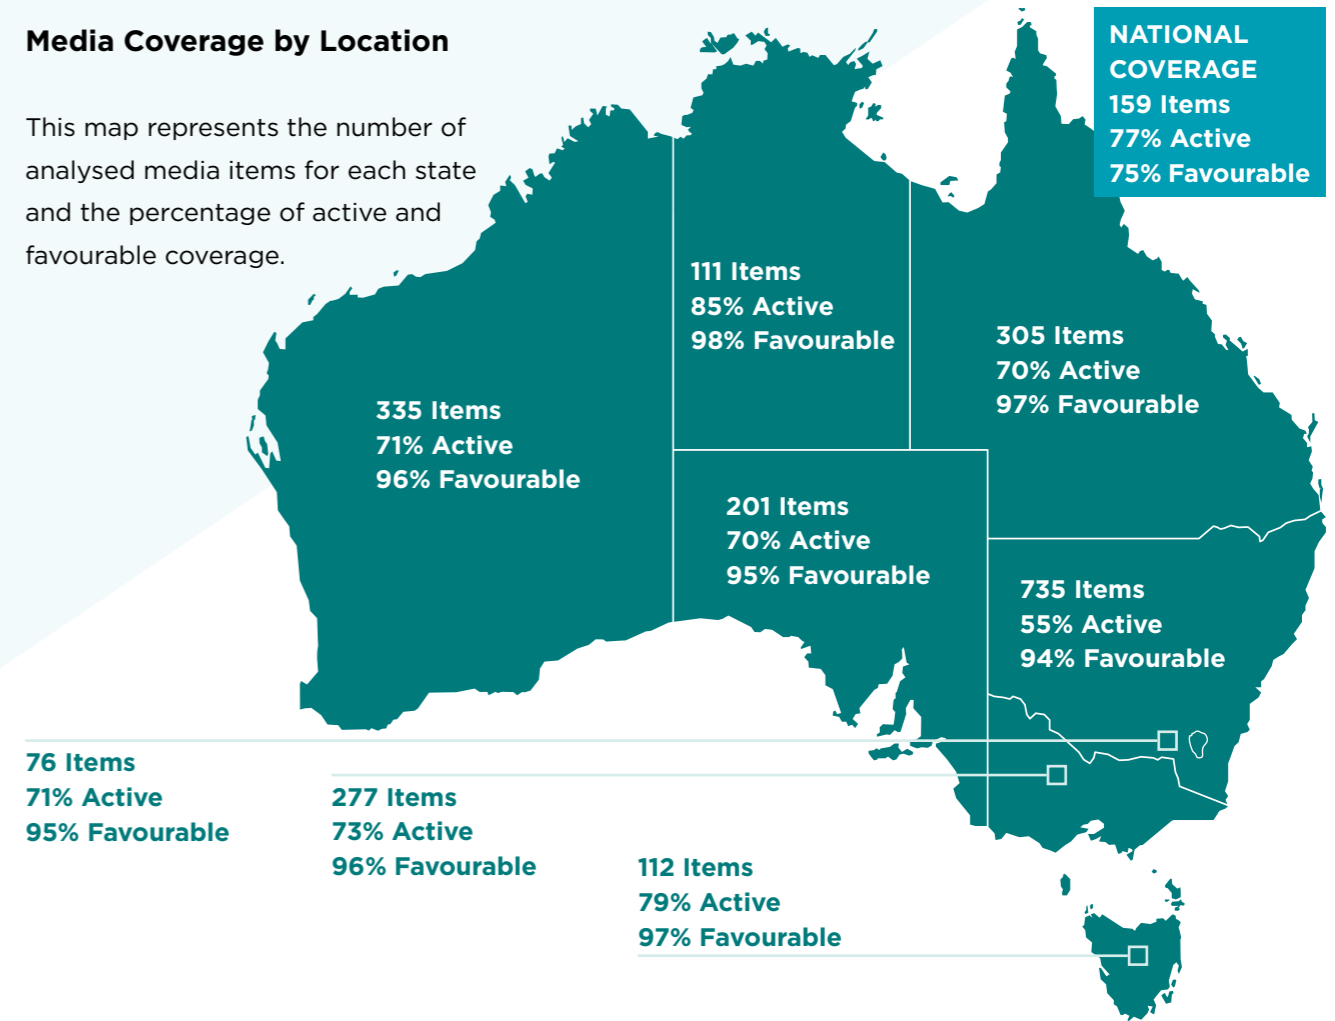 Media Coverage by Location
This map represents the number of
analysed media items for each state
and the percentage of active and
favourable coverage.
NATIONAL
COVERAGE
159 Items
77% Active
75% Favourable
111 Items
85% Active
98% Favourable
305 Items
70% Active
97% Favourable
335 Items
71% Active
96% Favourable
201 Items
70% Active
95% Favourable
735 Items
55% Active
94% Favourable
76 Items
71% Active
95% Favourable
277 Items
73% Active
96% Favourable
112 Items
79% Active
97% Favourable